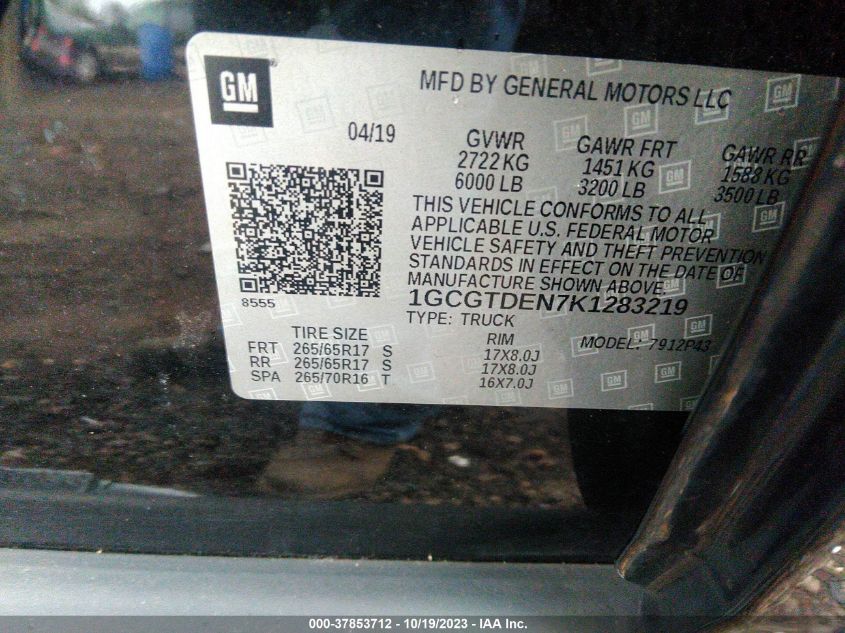 GM
MFD BY GENERAL MOTORS LLC
04/19 GVWR GAWR FRT GAWR RR
2722 KG 1451 KG 1588 KG
6000 LB 3200 LB 3500 LB
THIS VEHICLE CONFORMS TO ALL
APPLICABLE U.S. FEDERAL MOTOR
VEHICLE SAFETY AND THEFT PREVENTION
STANDARDS IN EFFECT ON THE DATE OF
MANUFACTURE SHOWN ABOVE.
8555
1GCGTDEN7K1283219
TYPE: TRUCK
TIRE SIZE RIM MODEL: 7912P43
FRT 265/65R17 S 17X8.0J
RR 265/65R17 S 17X8.0J
SPA 265/70R16 T 16X7.0J
000-37853712 - 10/19/2023 - IAA Inc.